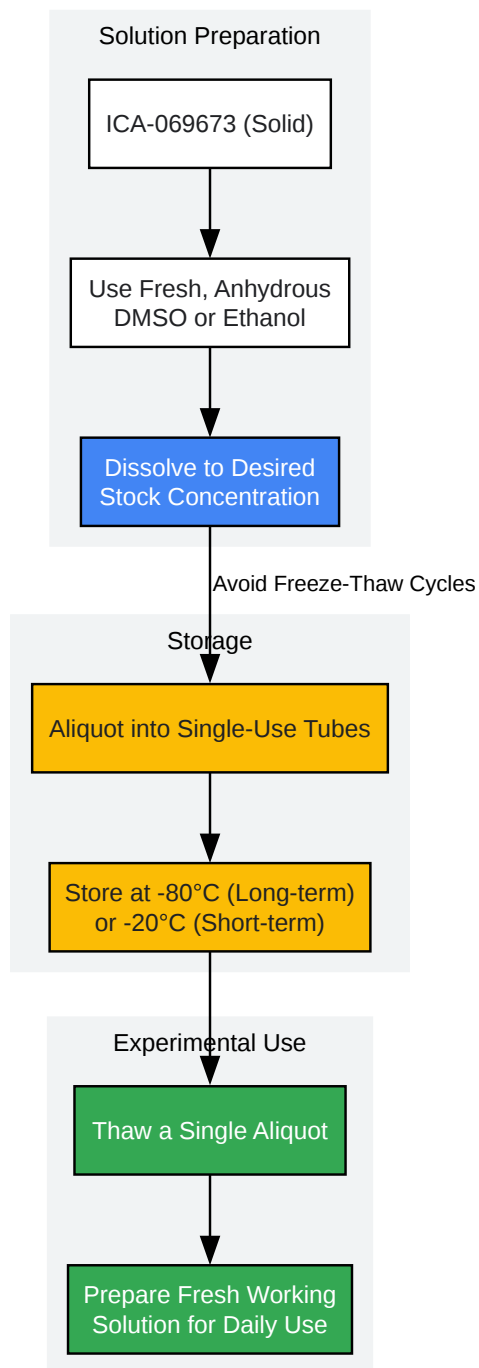 Solution Preparation
ICA-069673 (Solid)
Use Fresh, Anhydrous
DMSO or Ethanol
Dissolve to Desired
Stock Concentration
Avoid Freeze-Thaw Cycles
Storage
Aliquot into Single-Use Tubes
Store at -80°C (Long-term)
or -20°C (Short-term)
Experimental Use
Thaw a Single Aliquot
Prepare Fresh Working
Solution for Daily Use